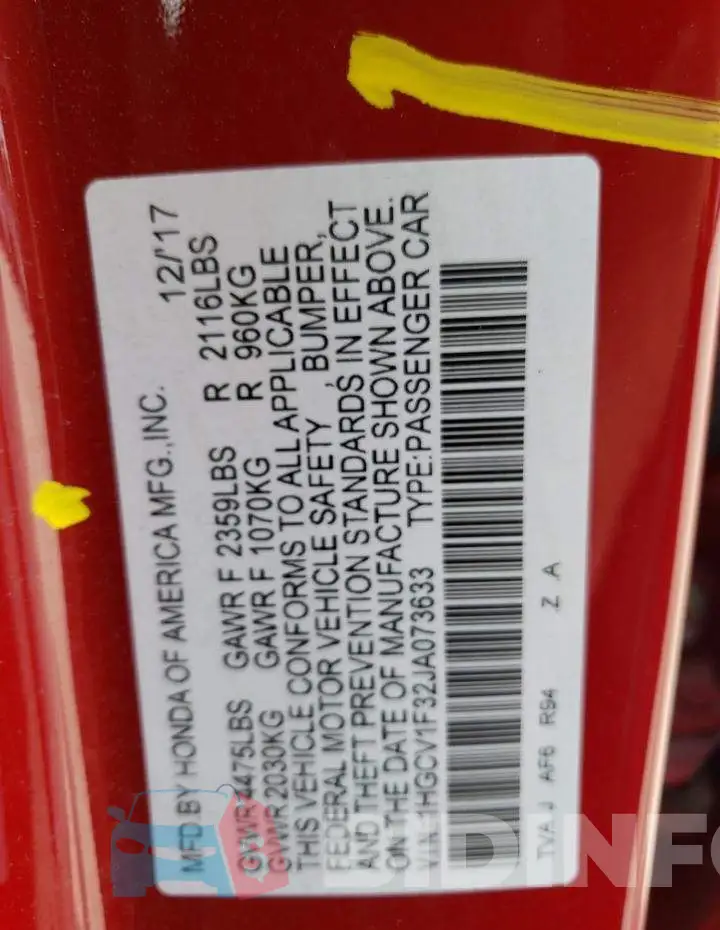 MFD BY HONDA OF AMERICA MFG.,INC. 12/'17
GVWR 4475LBS GAWR F 2359LBS R 2116LBS
GVWR 2030KG GAWR F 1070KG R 960KG
THIS VEHICLE CONFORMS TO ALL APPLICABLE
FEDERAL MOTOR VEHICLE SAFETY, BUMPER,
AND THEFT PREVENTION STANDARDS IN EFFECT
ON THE DATE OF MANUFACTURE SHOWN ABOVE.
V.I.N.:1HGCV1F32JA073633 TYPE:PASSENGER CAR
TVA J AF6 R94 Z A
BIDINFO